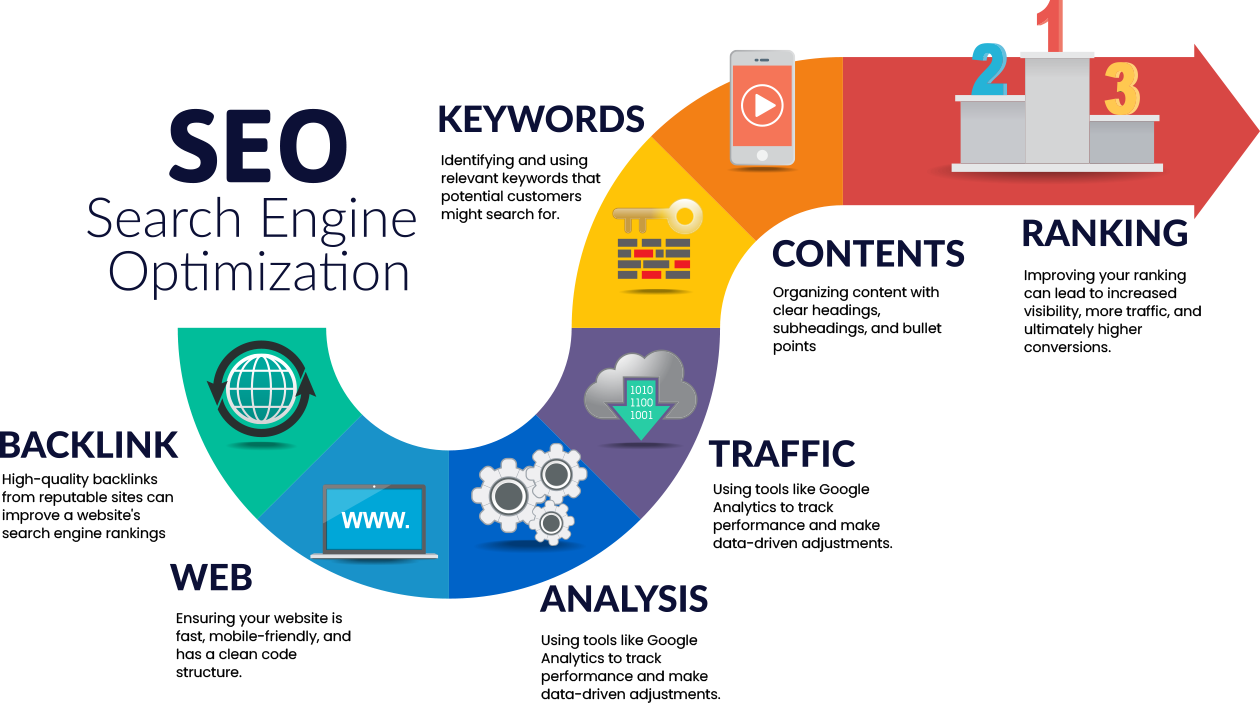 SEO
Search Engine
Optimization
KEYWORDS
Identifying and using
relevant keywords that
potential customers
might search for.
1
2
3
RANKING
Improving your ranking
can lead to increased
visibility, more traffic, and
ultimately higher
conversions.
CONTENTS
Organizing content with
clear headings,
subheadings, and bullet
points
1010
1100
1001
TRAFFIC
Using tools like Google
Analytics to track
performance and make
data-driven adjustments.
BACKLINK
High-quality backlinks
from reputable sites can
improve a website's
search engine rankings
WWW.
WEB
Ensuring your website is
fast, mobile-friendly, and
has a clean code
structure.
ANALYSIS
Using tools like Google
Analytics to track
performance and make
data-driven adjustments.